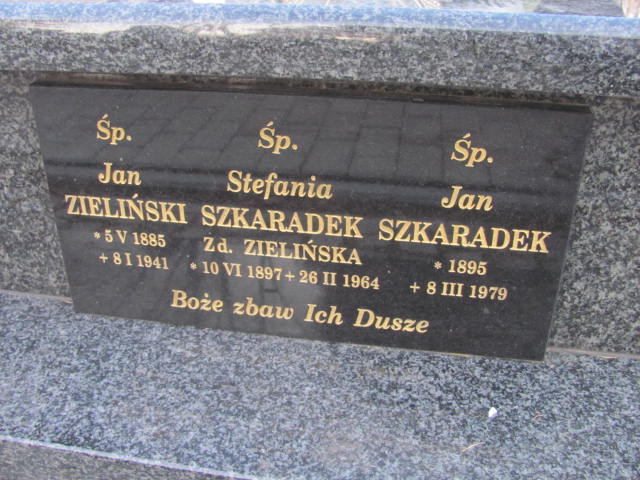 Śp.
Jan
ZIELIŃSKI
* 5 V 1885
+ 8 I 1941
Śp.
Stefania
SZKARADEK
Zd. ZIELIŃSKA
* 10 VI 1897 + 26 II 1964
Śp.
Jan
SZKARADEK
* 1895
+ 8 III 1979
Boże zbaw Ich Dusze